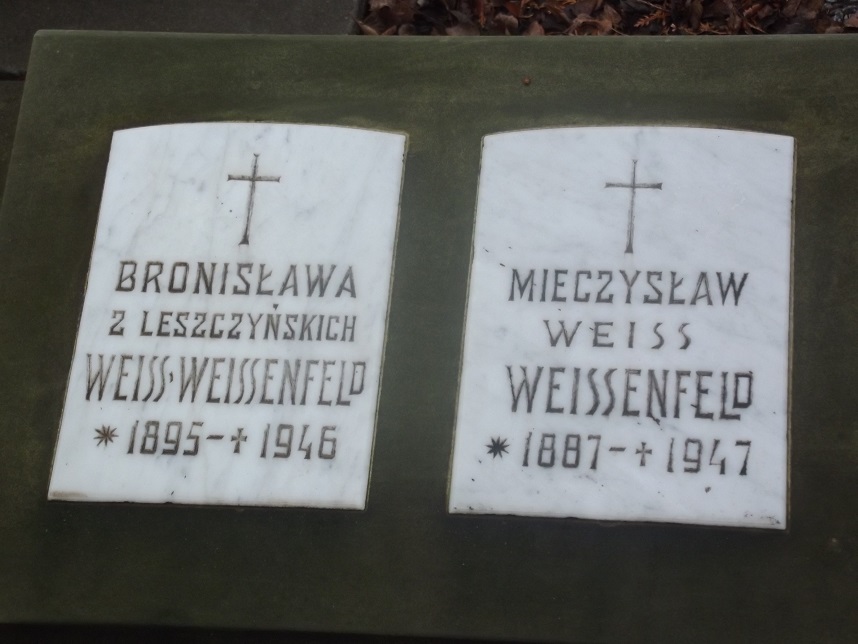 BRONISŁAWA
Z LESZCZYŃSKICH
WEISS-WEISSENFELD
* 1895 - + 1946
MIECZYSŁAW
WEISS
WEISSENFELD
* 1887 - + 1947